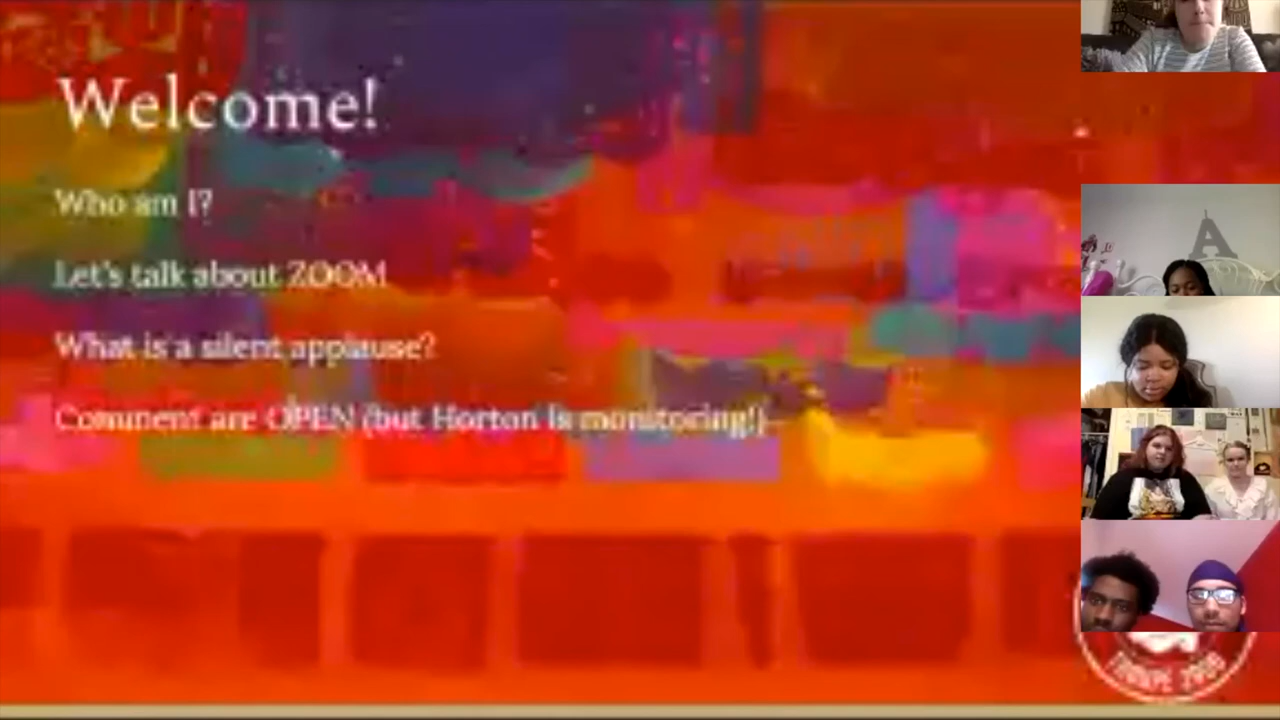 Welcome!
Who am I?
Let's talk about ZOOM
What is a silent applause?
Comment are OPEN (but Horton is monitoring!)
A